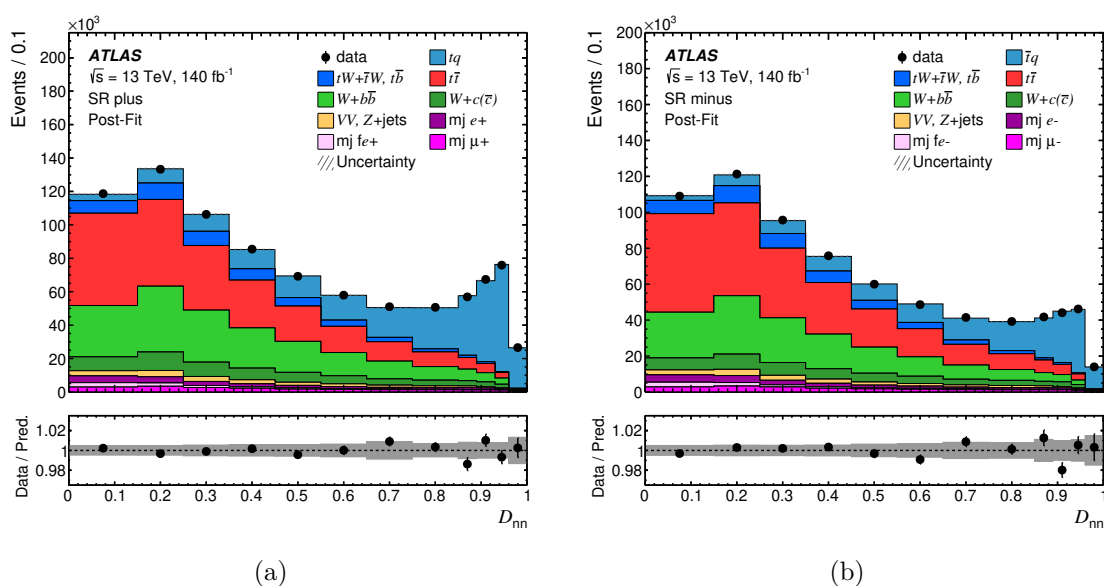 ×10³
Events / 0.1
200
180
160
140
120
100
80
60
40
20
0
ATLAS
√s = 13 TeV, 140 fb⁻¹
SR plus
Post-Fit
data
tq
tW+t̄W, tb̄
tt̄
W+bb̄
W+c(c̄)
VV, Z+jets
mj e+
mj fe+
mj μ+
Uncertainty
Data / Pred.
1.02
1
0.98
0 0.1 0.2 0.3 0.4 0.5 0.6 0.7 0.8 0.9 1
D_nn
(a)
×10³
Events / 0.1
200
180
160
140
120
100
80
60
40
20
0
ATLAS
√s = 13 TeV, 140 fb⁻¹
SR minus
Post-Fit
data
t̄q
tW+t̄W, tb̄
tt̄
W+bb̄
W+c(c̄)
VV, Z+jets
mj e-
mj fe-
mj μ-
Uncertainty
Data / Pred.
1.02
1
0.98
0 0.1 0.2 0.3 0.4 0.5 0.6 0.7 0.8 0.9 1
D_nn
(b)